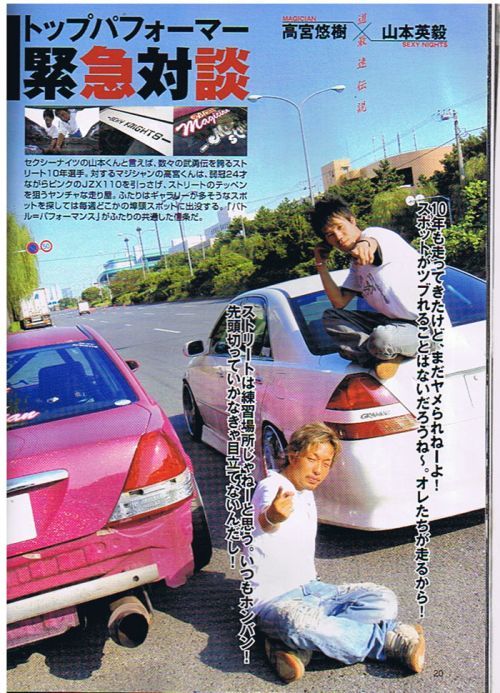 トップパフォーマー
緊急対談
MAGICIAN
高宮悠樹×山本英毅
SEXY NIGHTS
道最速伝説
SEXY KNIGHTS
Magician
セクシーナイツの山本くんと言えば、数々の武勇伝を誇るスト
リート10年選手。対するマジシャンの高宮くんは、弱冠24才
ながらピンクのJZX110を引っさげ、ストリートのテッペン
を狙うヤンチャな走り屋。ふたりはギャラリーが多そうなスポ
ットを探しては毎週どこかの埠頭スポットに出没する。「バト
ル=パフォーマンス」がふたりの共通した信条だ。
10年も走ってきたけど、まだヤメられねーよ!
スポットがツブれることはないだろうね〜。オレたちが走るから!
ストリートは練習場所じゃねーと思う。いつもホンバン!
先頭切っていかなきゃ目立てないんだし!
50
20